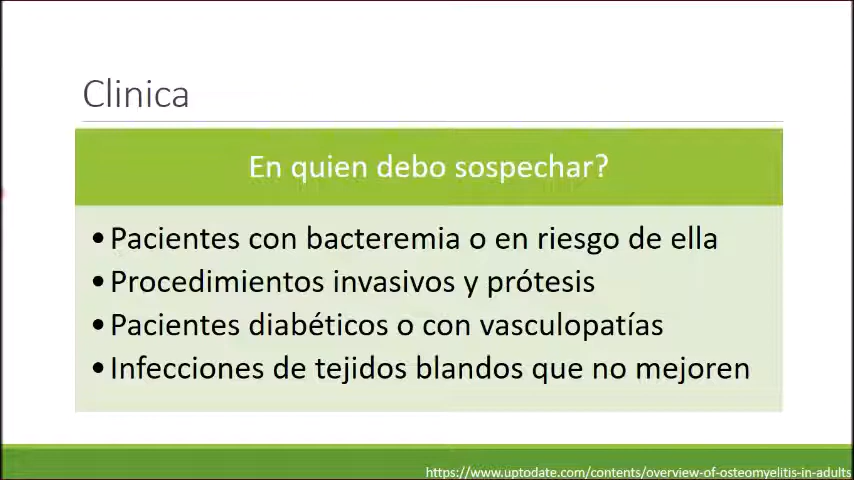 Clinica
En quien debo sospechar?
•Pacientes con bacteremia o en riesgo de ella
•Procedimientos invasivos y prótesis
•Pacientes diabéticos o con vasculopatías
•Infecciones de tejidos blandos que no mejoren
https://www.uptodate.com/contents/overview-of-osteomyelitis-in-adults